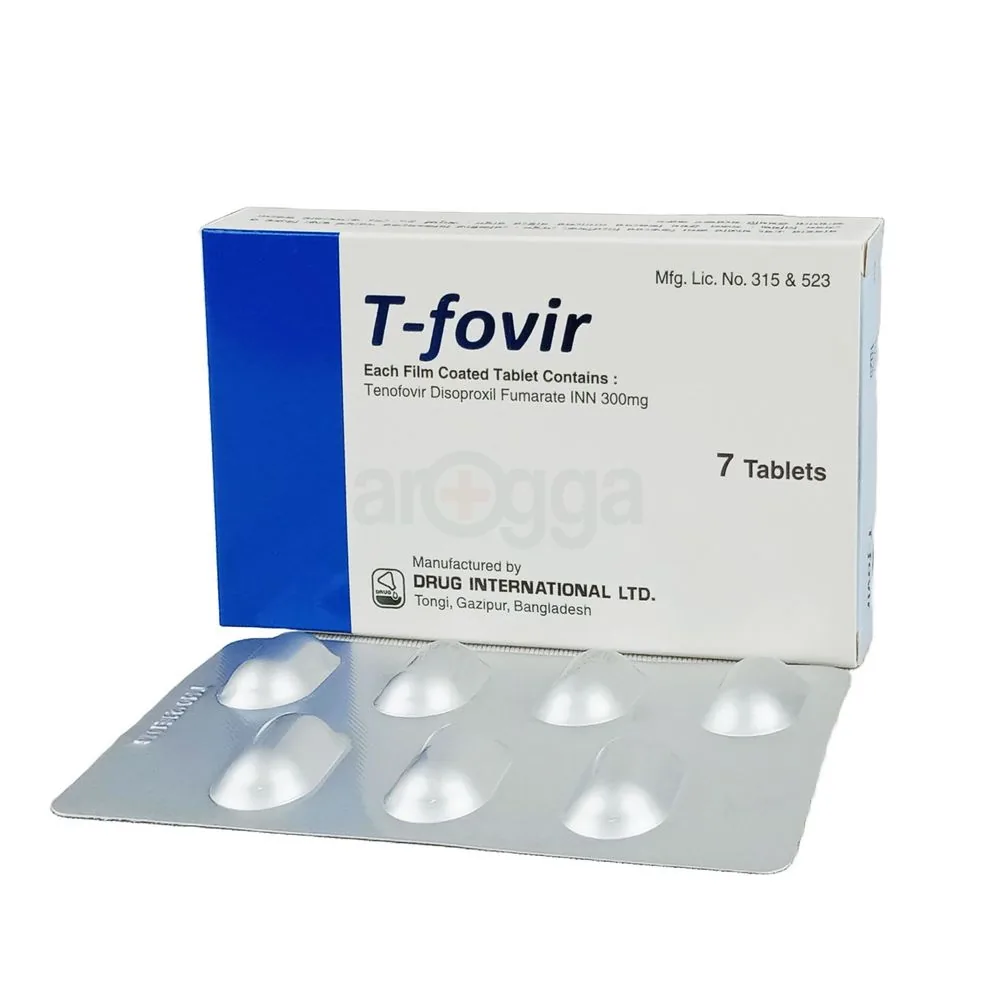 Mfg. Lic. No. 315 & 523
T-fovir
Each Film Coated Tablet Contains :
Tenofovir Disoproxil Fumarate INN 300mg
7 Tablets
arogga
Manufactured by
DRUG INTERNATIONAL LTD.
DRUG
Tongi, Gazipur, Bangladesh